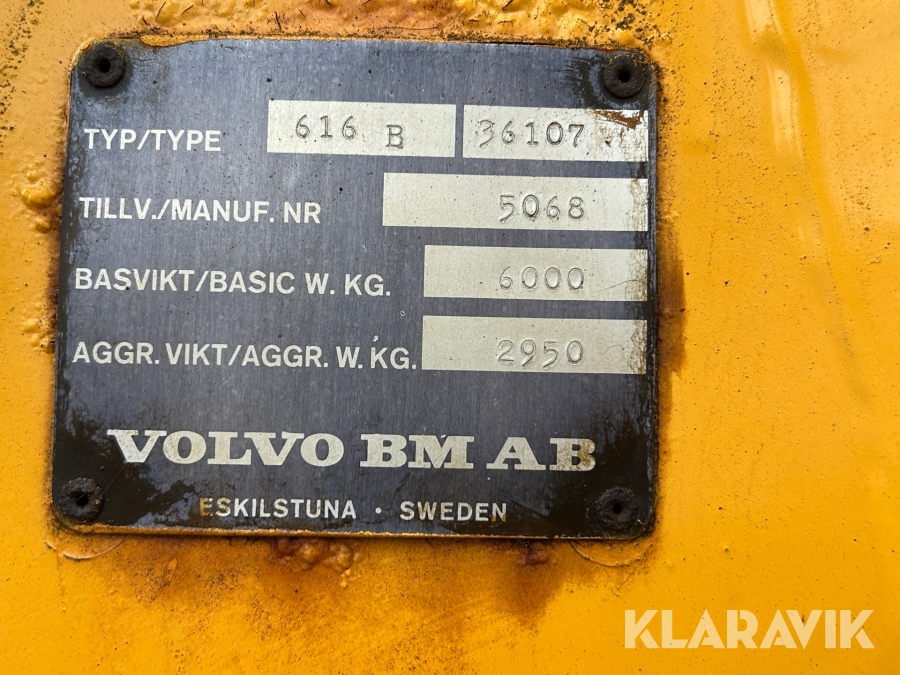 TYP/TYPE 616 B 36107
TILLV./MANUF. NR 5068
BASVIKT/BASIC W. KG. 6000
AGGR. VIKT/AGGR. W. KG. 2950
VOLVO BM AB
ESKILSTUNA · SWEDEN
KLARAVIK